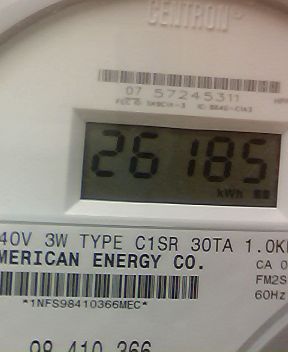 CENTRON®
07 57245311
26185
kWh
40V 3W TYPE C1SR 30TA 1.0K
MERICAN ENERGY CO.
CA 0
FM2S
*1NFS98410366MEC*
60Hz
98 410 366